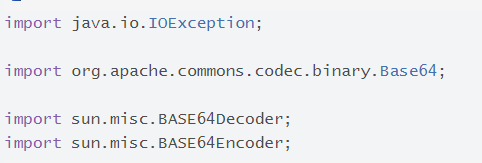 import java.io.IOException;
import org.apache.commons.codec.binary.Base64;
import sun.misc.BASE64Decoder;
import sun.misc.BASE64Encoder;